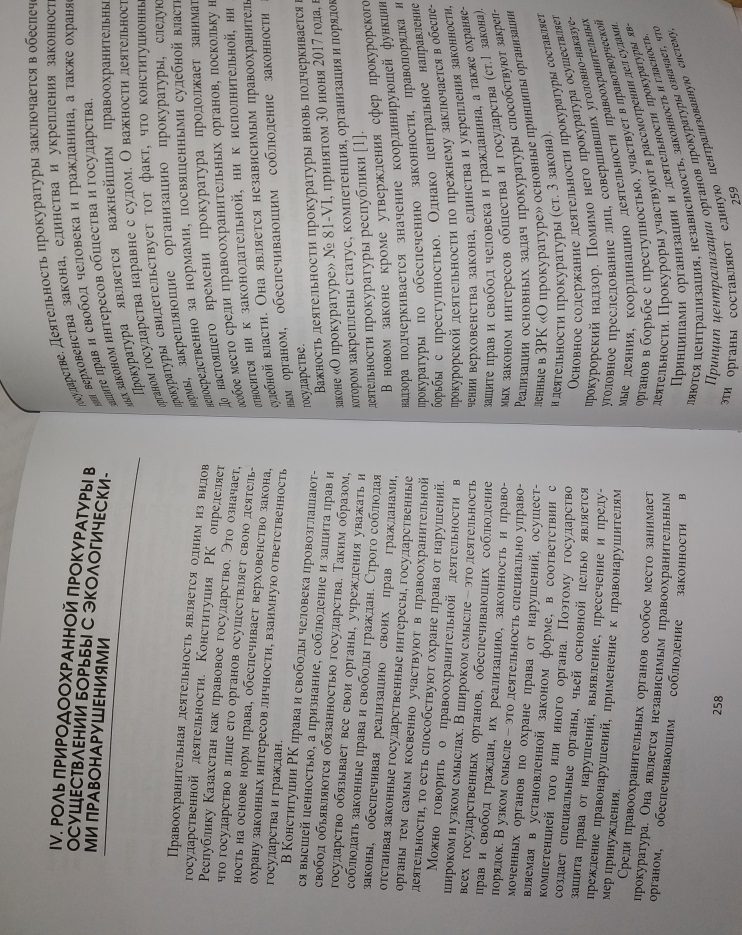 IV. РОЛЬ ПРИРОДООХРАННОЙ ПРОКУРАТУРЫ В
ОСУЩЕСТВЛЕНИИ БОРЬБЫ С ЭКОЛОГИЧЕСКИ-
МИ ПРАВОНАРУШЕНИЯМИ
Правоохранительная деятельность является одним из видов
государственной деятельности. Конституция РК определяет
Республику Казахстан как правовое государство. Это означает,
что государство в лице его органов осуществляет свою деятель-
ность на основе норм права, обеспечивает верховенство закона,
охрану законных интересов личности, взаимную ответственность
государства и граждан.
В Конституции РК права и свободы человека провозглашают-
ся высшей ценностью, а признание, соблюдение и защита прав и
свобод объявляются обязанностью государства. Таким образом,
государство обязывает все свои органы, учреждения уважать и
соблюдать законные права и свободы граждан. Строго соблюдая
законы, обеспечивая реализацию своих прав гражданами,
отстаивая законные государственные интересы, государственные
органы тем самым косвенно участвуют в правоохранительной
деятельности, то есть способствуют охране права от нарушений.
Можно говорить о правоохранительной деятельности в
широком и узком смыслах. В широком смысле – это деятельность
всех государственных органов, обеспечивающих соблюдение
прав и свобод граждан, их реализацию, законность и право-
порядок. В узком смысле – это деятельность специально управо-
моченных органов по охране права от нарушений, осущест-
вляемая в установленной законом форме, в соответствии с
компетенцией того или иного органа. Поэтому государство
создает специальные органы, чьей основной целью является
защита права от нарушений, выявление, пресечение и преду-
преждение правонарушений, применение к правонарушителям
мер принуждения.
Среди правоохранительных органов особое место занимает
прокуратура. Она является независимым правоохранительным
органом, обеспечивающим соблюдение законности в
258
государстве. Деятельность прокуратуры заключается в обеспече-
нии верховенства закона, единства и укрепления законности,
защите прав и свобод человека и гражданина, а также охраняе-
мых законом интересов общества и государства.
Прокуратура является важнейшим правоохранительным
органом государства наравне с судом. О важности деятельности
прокуратуры свидетельствует тот факт, что конституционные
нормы, закрепляющие организацию прокуратуры, следуют
непосредственно за нормами, посвященными судебной власти.
До настоящего времени прокуратура продолжает занимать
особое место среди правоохранительных органов, поскольку не
относится ни к законодательной, ни к исполнительной, ни к
судебной власти. Она является независимым правоохранитель-
ным органом, обеспечивающим соблюдение законности в
государстве.
Важность деятельности прокуратуры вновь подчеркивается в
законе «О прокуратуре» № 81-VI, принятом 30 июня 2017 года, в
котором закреплены статус, компетенция, организация и порядок
деятельности прокуратуры республики [1].
В новом законе кроме утверждения сфер прокурорского
надзора подчеркивается значение координирующей функции
прокуратуры по обеспечению законности, правопорядка и
борьбы с преступностью. Однако центральное направление
прокурорской деятельности по прежнему заключается в обеспе-
чении верховенства закона, единства и укрепления законности,
защите прав и свобод человека и гражданина, а также охраняе-
мых законом интересов общества и государства (ст.1 закона).
Реализации основных задач прокуратуры способствуют закреп-
ленные в ЗРК «О прокуратуре» основные принципы организации
и деятельности прокуратуры (ст. 3 закона).
Основное содержание деятельности прокуратуры составляет
прокурорский надзор. Помимо него прокуратура осуществляет
уголовное преследование лиц, совершивших уголовно-наказуе-
мые деяния, координацию деятельности правоохранительных
органов в борьбе с преступностью, участвует в правотворческой
деятельности. Прокуроры участвуют в рассмотрении дел судами.
Принципами организации и деятельности прокуратуры яв-
ляются централизация, независимость, законность и гласность.
Принцип централизации органов прокуратуры означает, что
эти органы составляют единую централизованную систему,
259